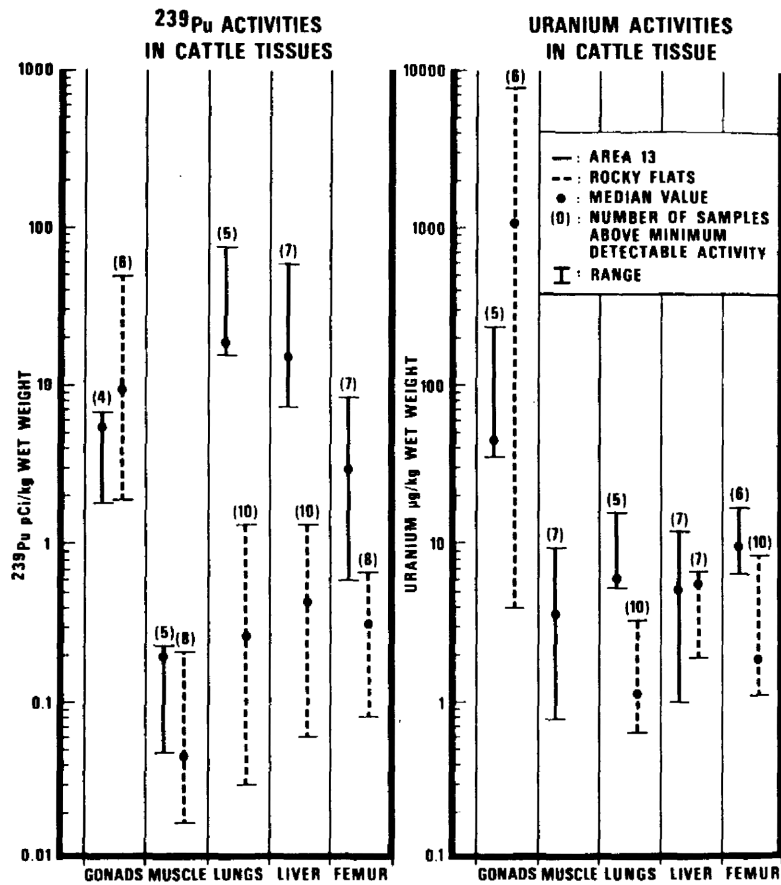 ²³⁹Pu ACTIVITIES
IN CATTLE TISSUES
1000
100
10
1
0.1
0.01
²³⁹Pu pCi/kg WET WEIGHT
(4)
(6)
(5)
(8)
(5)
(10)
(7)
(10)
(7)
(8)
GONADS MUSCLE LUNGS LIVER FEMUR
URANIUM ACTIVITIES
IN CATTLE TISSUE
10000
1000
100
10
1
0.1
URANIUM µg/kg WET WEIGHT
(5)
(6)
(7)
(5)
(10)
(7)
(7)
(6)
(10)
: AREA 13
: ROCKY FLATS
: MEDIAN VALUE
(0) : NUMBER OF SAMPLES
ABOVE MINIMUM
DETECTABLE ACTIVITY
: RANGE
GONADS MUSCLE LUNGS LIVER FEMUR